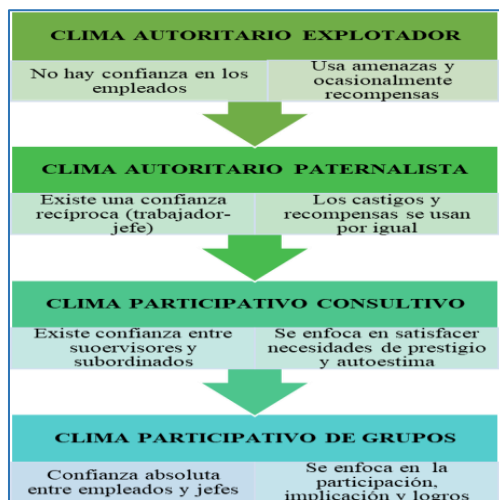 CLIMA AUTORITARIO EXPLOTADOR
No hay confianza en los
empleados
Usa amenazas y
ocasionalmente
recompensas
CLIMA AUTORITARIO PATERNALISTA
Existe una confianza
recíproca (trabajador-
jefe)
Los castigos y
recompensas se usan
por igual
CLIMA PARTICIPATIVO CONSULTIVO
Existe confianza entre
suoervisores y
subordinados
Se enfoca en satisfacer
necesidades de prestigio
y autoestima
CLIMA PARTICIPATIVO DE GRUPOS
Confianza absoluta
entre empleados y jefes
Se enfoca en la
participación,
implicación y logros